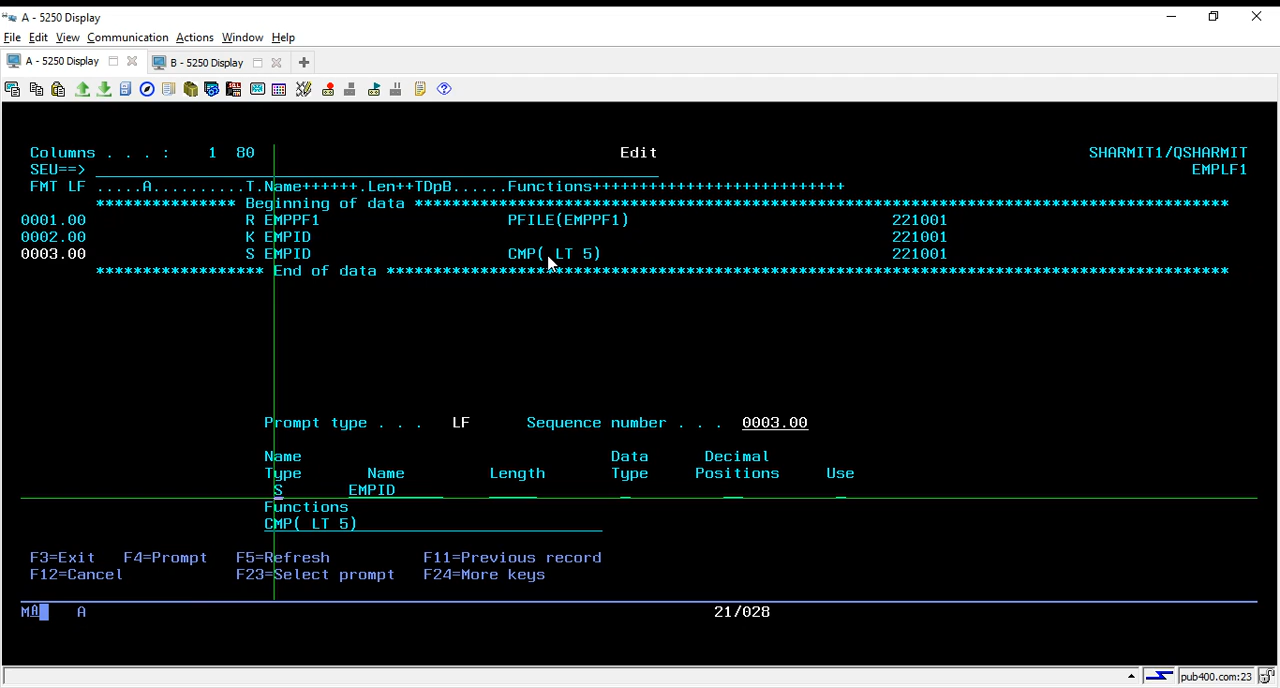 A - 5250 Display
File Edit View Communication Actions Window Help
A - 5250 Display B - 5250 Display
Columns . . . : 1 80 Edit SHARMIT1/QSHARMIT
SEU==> EMPLF1
FMT LF .....A..........T.Name++++++.Len++TDpB......Functions+++++++++++++++++++++++++++
*************** Beginning of data *****************************************************************************************
0001.00 R EMPPF1 PFILE(EMPPF1) 221001
0002.00 K EMPID 221001
0003.00 S EMPID CMP( LT 5) 221001
****************** End of data ********************************************************************************************
Prompt type . . . LF Sequence number . . . 0003.00
Name Data Decimal
Type Name Length Type Positions Use
S EMPID
Functions
CMP( LT 5)
F3=Exit F4=Prompt F5=Refresh F11=Previous record
F12=Cancel F23=Select prompt F24=More keys
MA A 21/028
pub400.com:23